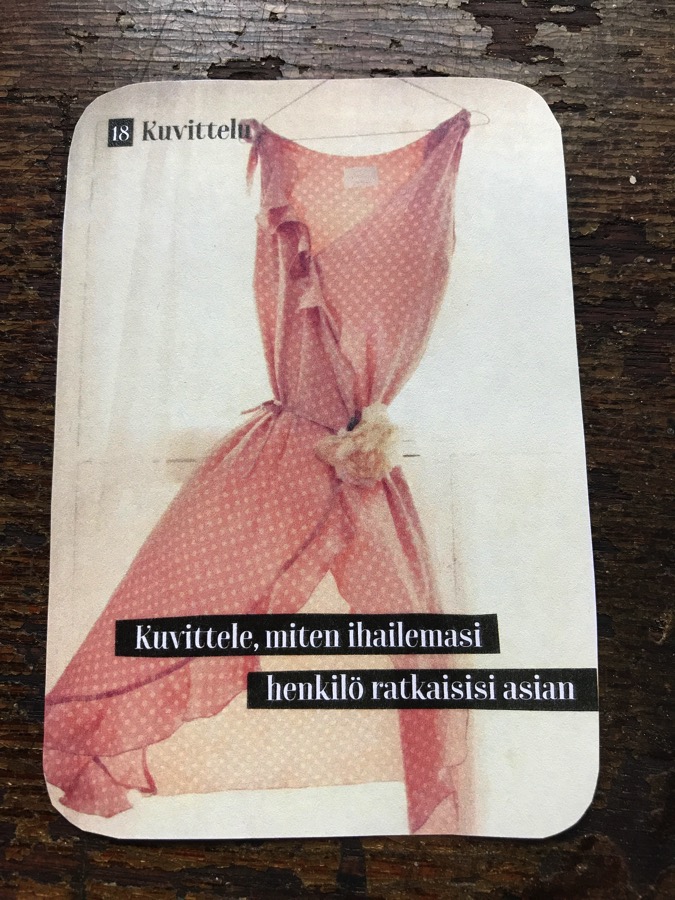 18 Kuvittelu
Kuvittele, miten ihailemasi
henkilö ratkaisisi asian